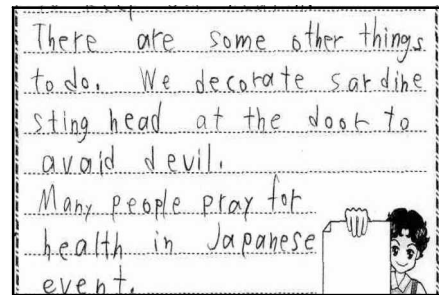 There are some other things
to do. We decorate sardine
sting head at the door to
avoid devil.
Many people pray for
health in Japanese
event.